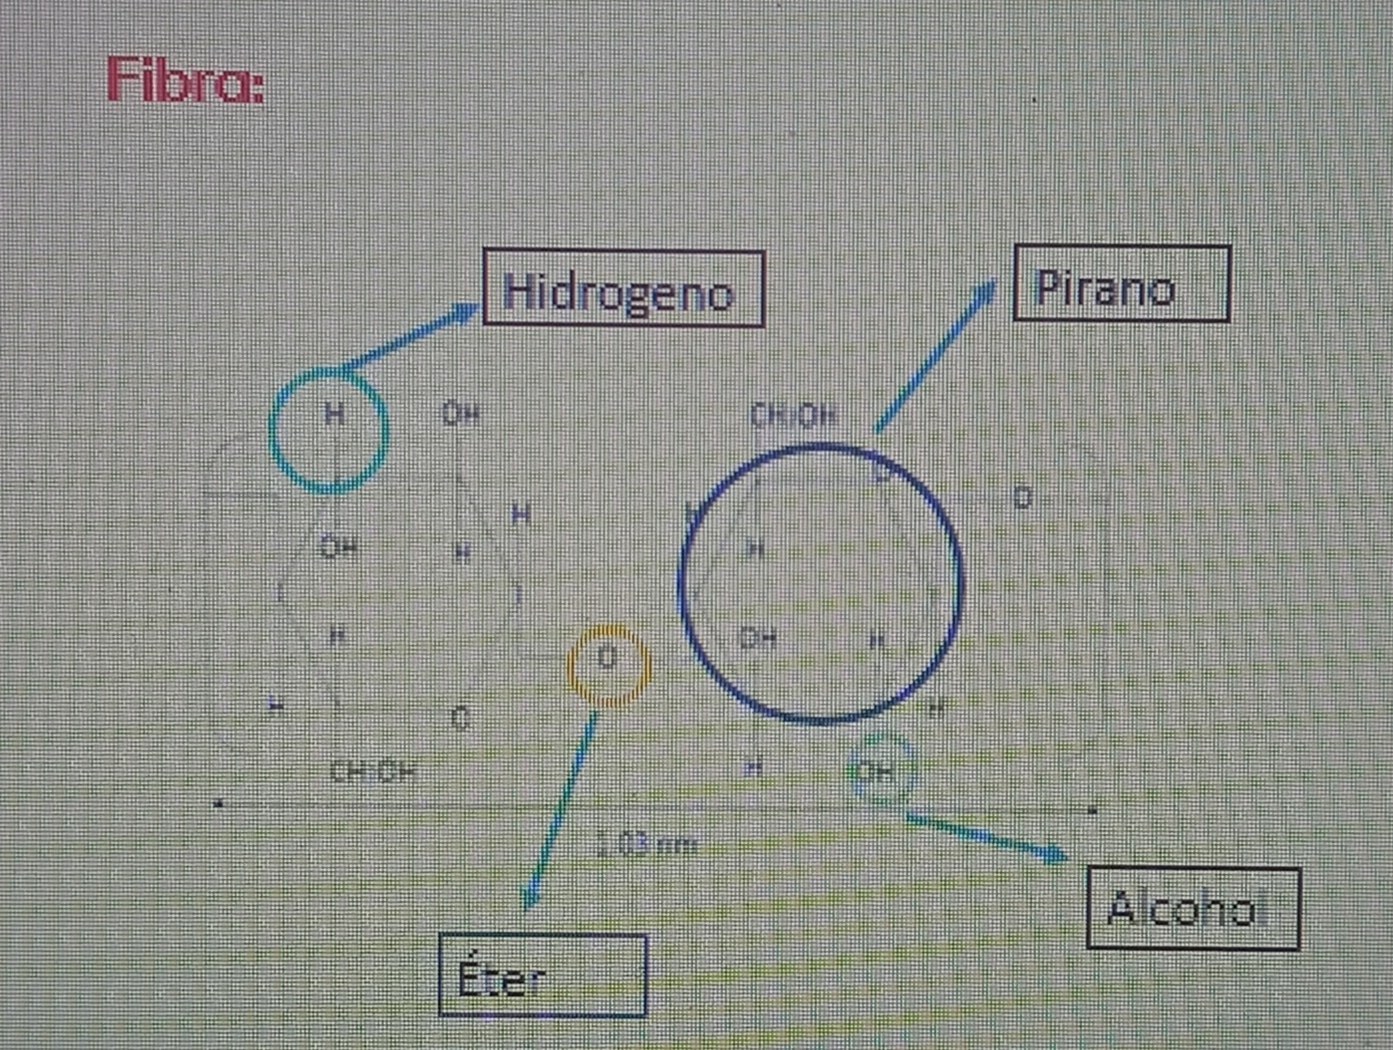 Fibra:
Hidrogeno
Pirano
H
OH
CH2OH
H
H
O
O
OH
H
H
H
OH
H
O
H
H
O
CH2OH
H
OH
1.03 nm
Alcohol
Éter